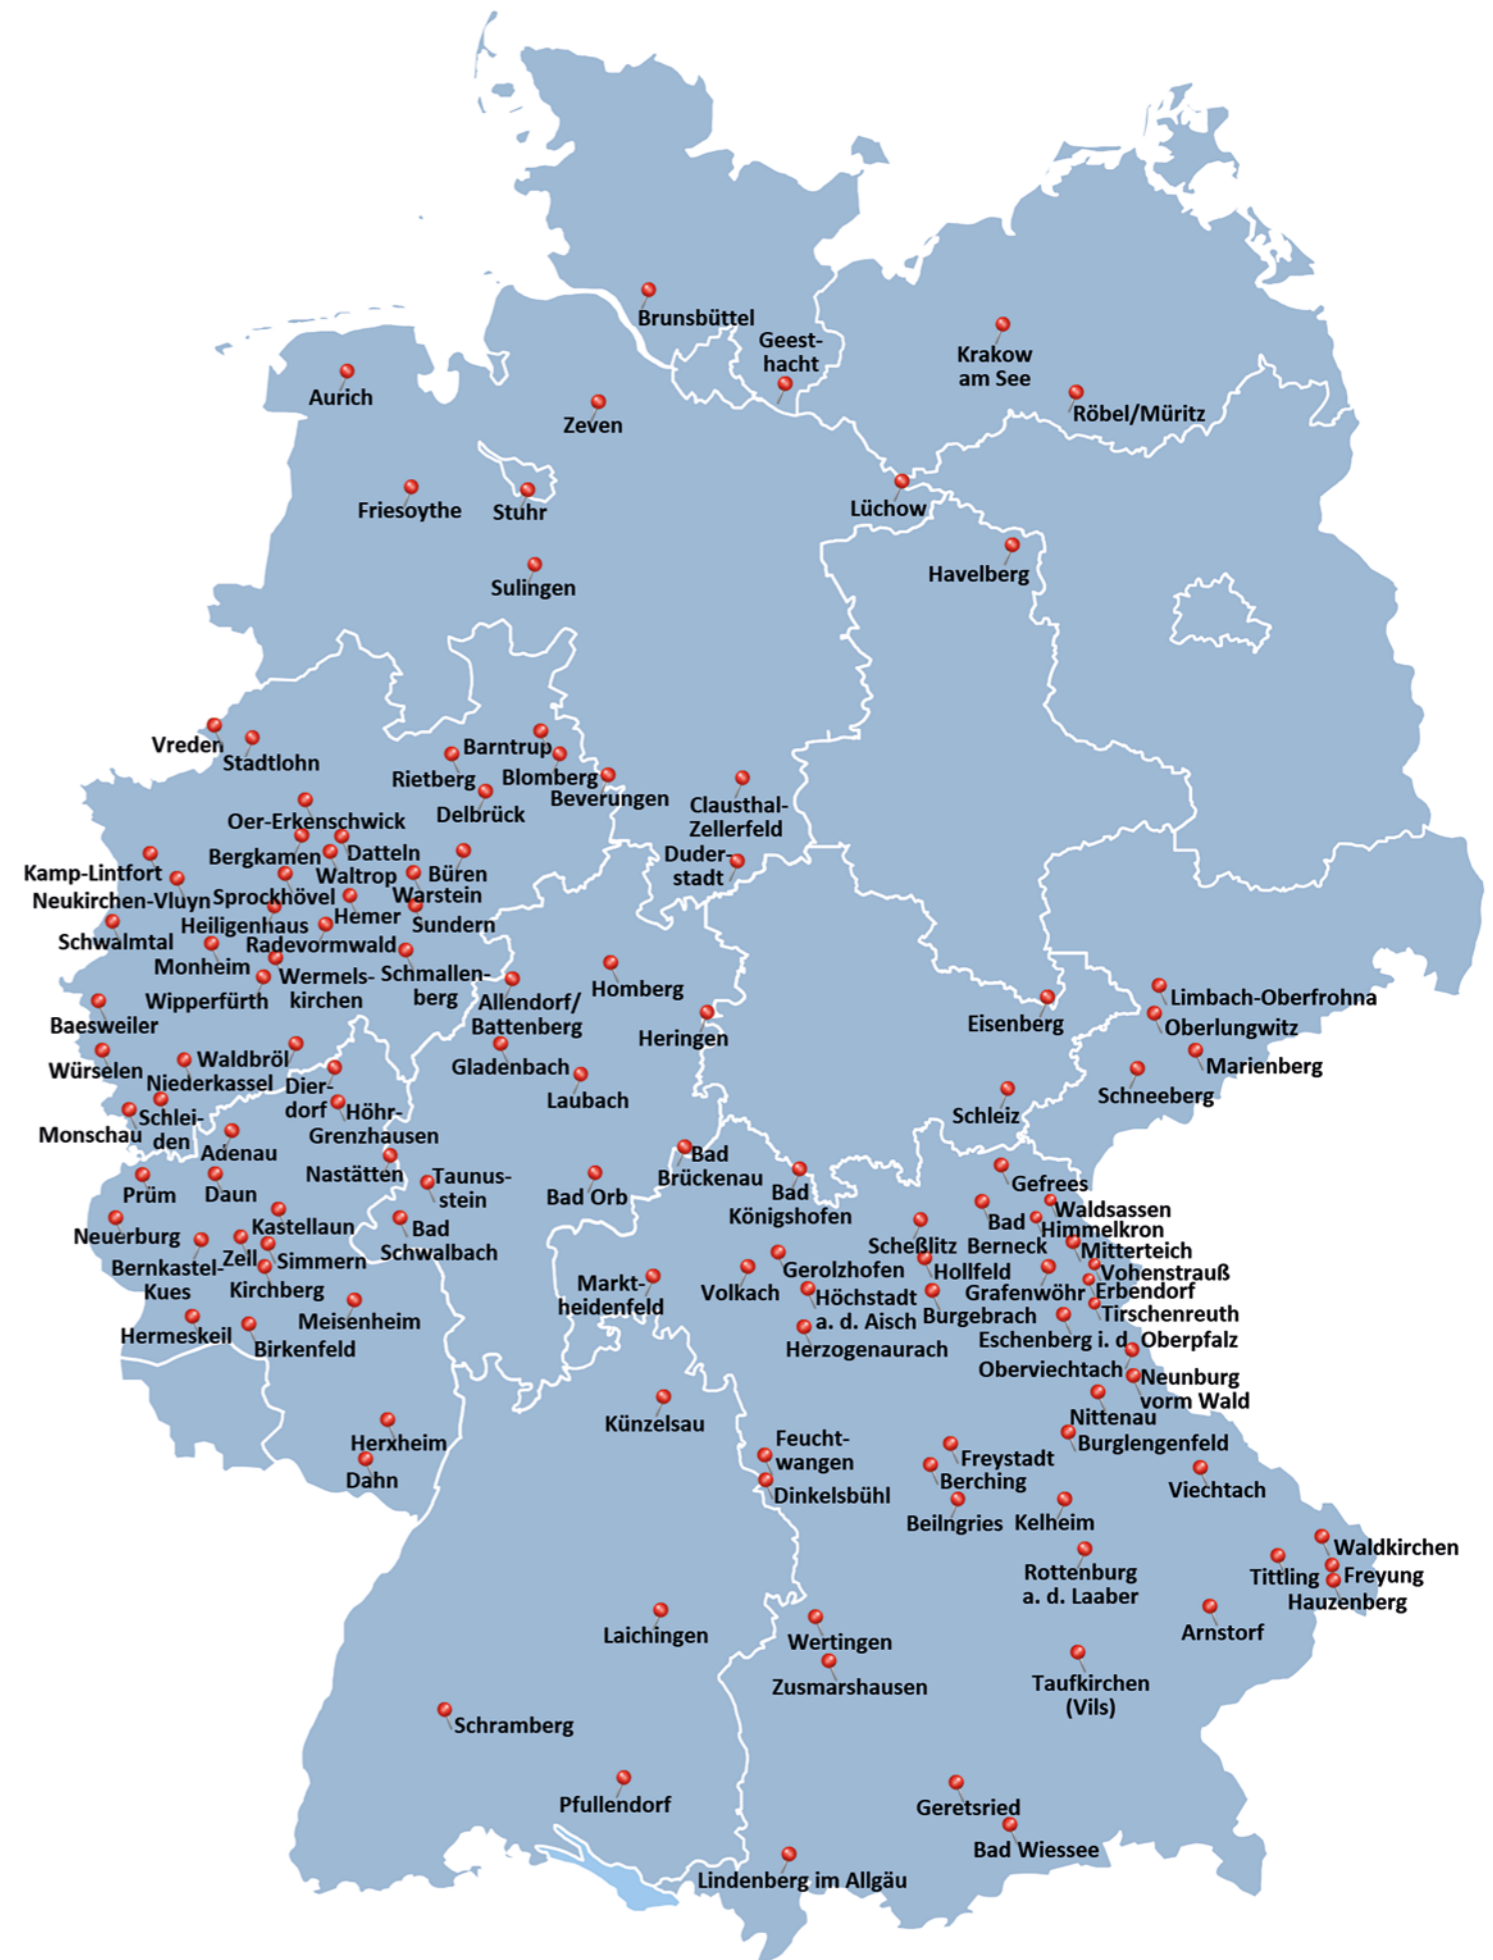 Brunsbüttel
Geest-
hacht
Krakow
am See
Aurich
Röbel/Müritz
Zeven
Friesoythe
Stuhr
Lüchow
Havelberg
Sulingen
Vreden
Stadtlohn
Barntrup
Rietberg
Blomberg
Beverungen
Delbrück
Clausthal-
Zellerfeld
Oer-Erkenschwick
Bergkamen
Datteln
Duder-
stadt
Kamp-Lintfort
Waltrop
Büren
Neukirchen-Vluyn
Sprockhövel
Warstein
Heiligenhaus
Hemer
Sundern
Schwalmtal
Radevormwald
Monheim
Wermels-
kirchen
Schmallen-
berg
Wipperfürth
Allendorf/
Battenberg
Homberg
Limbach-Oberfrohna
Baesweiler
Heringen
Eisenberg
Oberlungwitz
Würselen
Waldbröl
Niederkassel
Gladenbach
Marienberg
Dier-
dorf
Höhr-
Grenzhausen
Laubach
Schneeberg
Schleiz
Monschau
Schlei-
den
Adenau
Nastätten
Taunus-
stein
Bad Orb
Bad
Brückenau
Bad
Königshofen
Gefrees
Prüm
Daun
Waldsassen
Neuerburg
Kastellaun
Bad
Schwalbach
Bad
Berneck
Himmelkron
Scheßlitz
Mitterteich
Bernkastel-
Kues
Zell
Simmern
Gerolzhofen
Hollfeld
Vohenstrauß
Kirchberg
Markt-
heidenfeld
Volkach
Höchstadt
a. d. Aisch
Grafenwöhr
Erbendorf
Meisenheim
Burgebrach
Tirschenreuth
Hermeskeil
Birkenfeld
Herzogenaurach
Eschenberg i. d. Oberpfalz
Oberviechtach
Neunburg
vorm Wald
Künzelsau
Nittenau
Herxheim
Feucht-
wangen
Burglengenfeld
Dahn
Freystadt
Berching
Dinkelsbühl
Viechtach
Beilngries
Kelheim
Waldkirchen
Rottenburg
a. d. Laaber
Tittling
Freyung
Hauzenberg
Laichingen
Wertingen
Arnstorf
Zusmarshausen
Taufkirchen
(Vils)
Schramberg
Pfullendorf
Geretsried
Bad Wiessee
Lindenberg im Allgäu